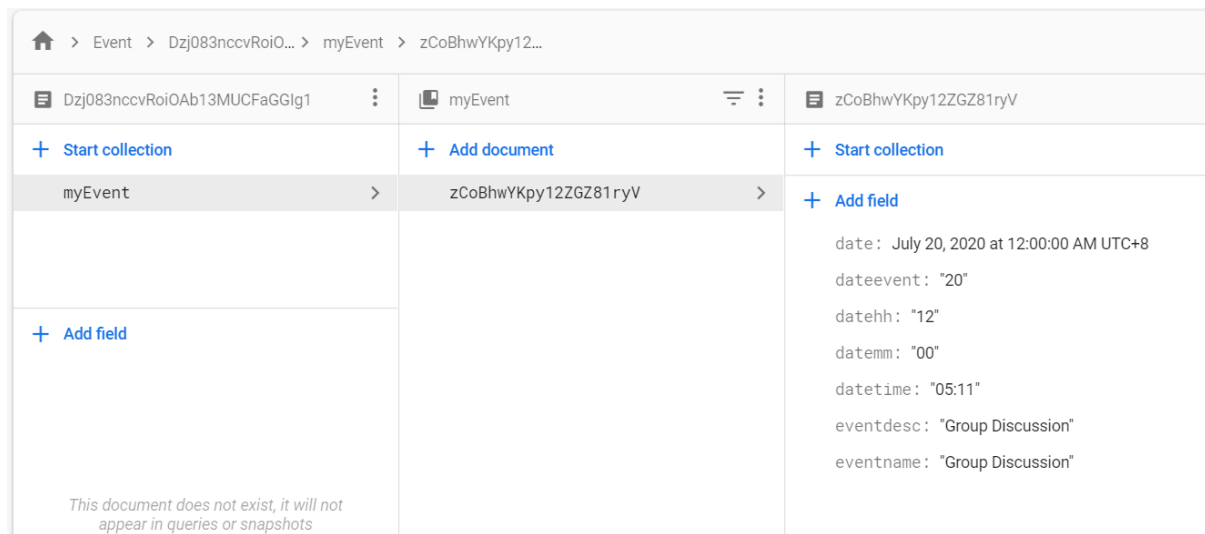 Event > Dzj083nccvRoiO... > myEvent > zCoBhwYKpy12...
Dzj083nccvRoiOAb13MUCFaGGIg1
+ Start collection
myEvent
+ Add field
This document does not exist, it will not
appear in queries or snapshots
myEvent
+ Add document
zCoBhwYKpy12ZGZ81ryV
zCoBhwYKpy12ZGZ81ryV
+ Start collection
+ Add field
date: July 20, 2020 at 12:00:00 AM UTC+8
dateevent: "20"
datehh: "12"
datemm: "00"
datetime: "05:11"
eventdesc: "Group Discussion"
eventname: "Group Discussion"